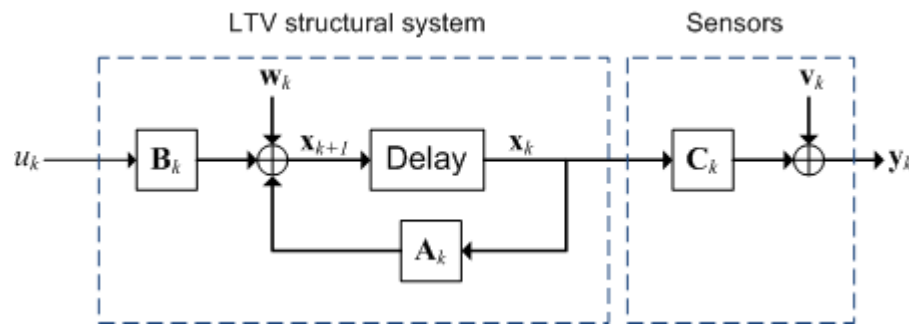 LTV structural system
Sensors
w_k
v_k
u_k
B_k
x_{k+1}
Delay
x_k
C_k
y_k
A_k